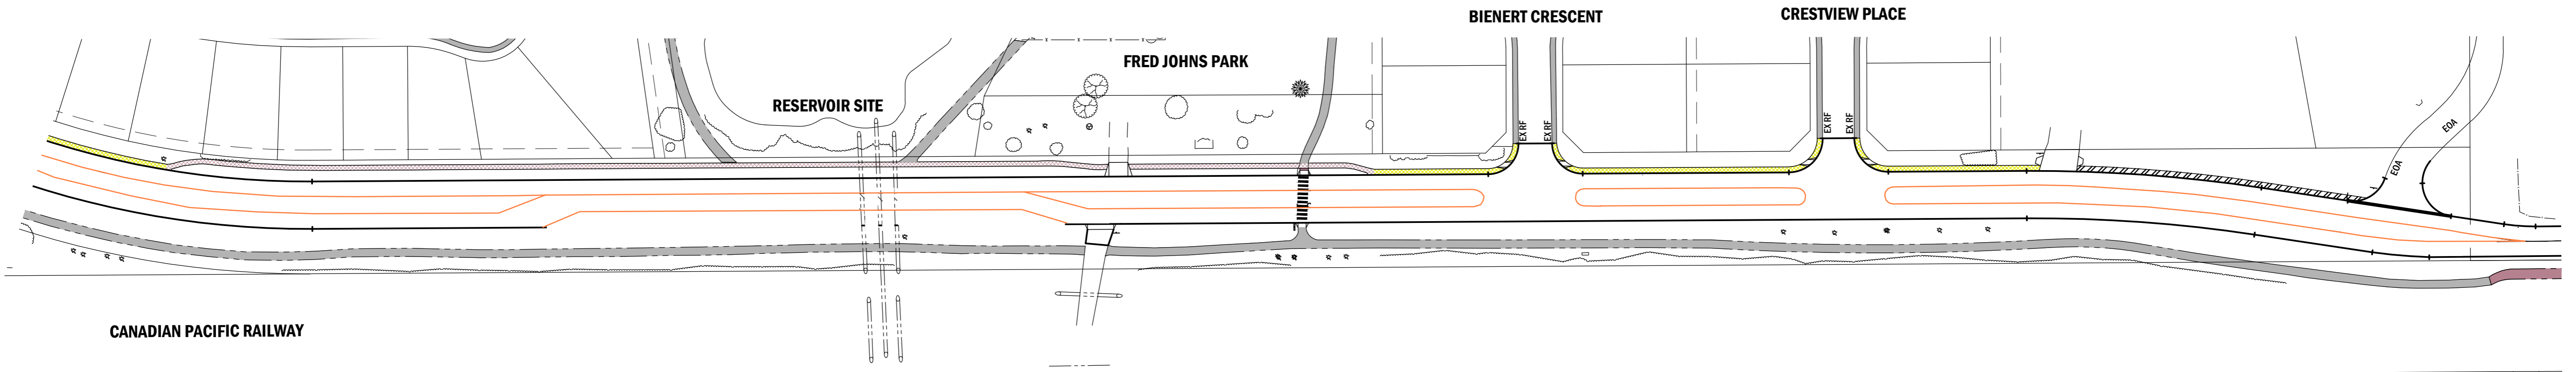 BIENERT CRESCENT
CRESTVIEW PLACE
FRED JOHNS PARK
RESERVOIR SITE
EX RF
EX RF
EX RF
EX RF
EOA
EOA
CANADIAN PACIFIC RAILWAY